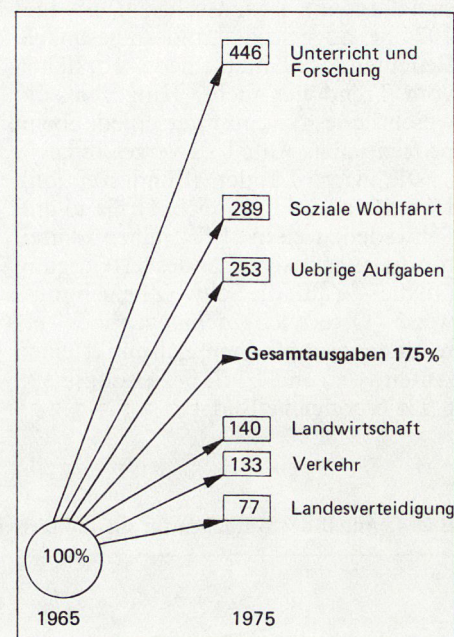 446 Unterricht und
Forschung
289 Soziale Wohlfahrt
253 Uebrige Aufgaben
Gesamtausgaben 175%
140 Landwirtschaft
133 Verkehr
77 Landesverteidigung
100%
1965 1975